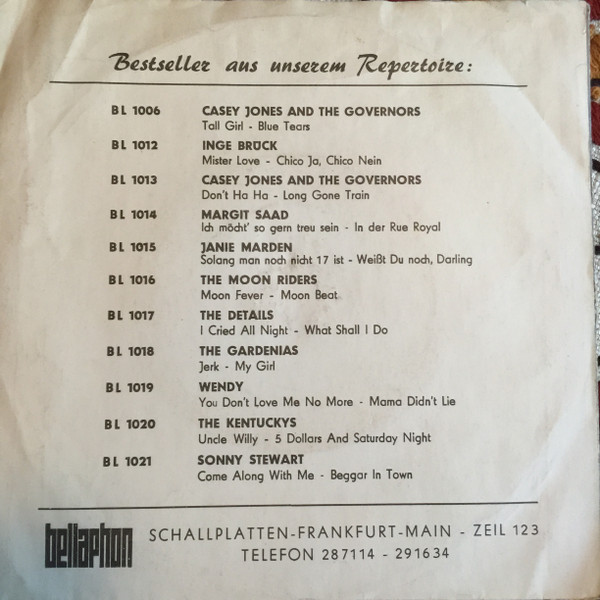 Bestseller aus unserem Repertoire:
BL 1006 CASEY JONES AND THE GOVERNORS
Tall Girl - Blue Tears
BL 1012 INGE BRÜCK
Mister Love - Chico Ja, Chico Nein
BL 1013 CASEY JONES AND THE GOVERNORS
Don't Ha Ha - Long Gone Train
BL 1014 MARGIT SAAD
Ich möcht' so gern treu sein - In der Rue Royal
BL 1015 JANIE MARDEN
Solang man noch nicht 17 ist - Weißt Du noch, Darling
BL 1016 THE MOON RIDERS
Moon Fever - Moon Beat
BL 1017 THE DETAILS
I Cried All Night - What Shall I Do
BL 1018 THE GARDENIAS
Jerk - My Girl
BL 1019 WENDY
You Don't Love Me No More - Mama Didn't Lie
BL 1020 THE KENTUCKYS
Uncle Willy - 5 Dollars And Saturday Night
BL 1021 SONNY STEWART
Come Along With Me - Beggar In Town
bellaphon SCHALLPLATTEN-FRANKFURT-MAIN - ZEIL 123
TELEFON 287114 - 291634